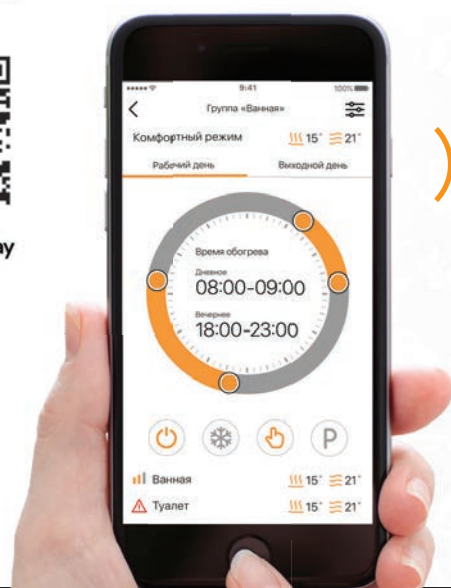 9:41
100%
Группа «Ванная»
Комфортный режим 15° 21°
Рабочий день Выходной день
Время обогрева
Дневное
08:00-09:00
Вечернее
18:00-23:00
P
Ванная 15° 21°
Туалет 15° 21°
ay